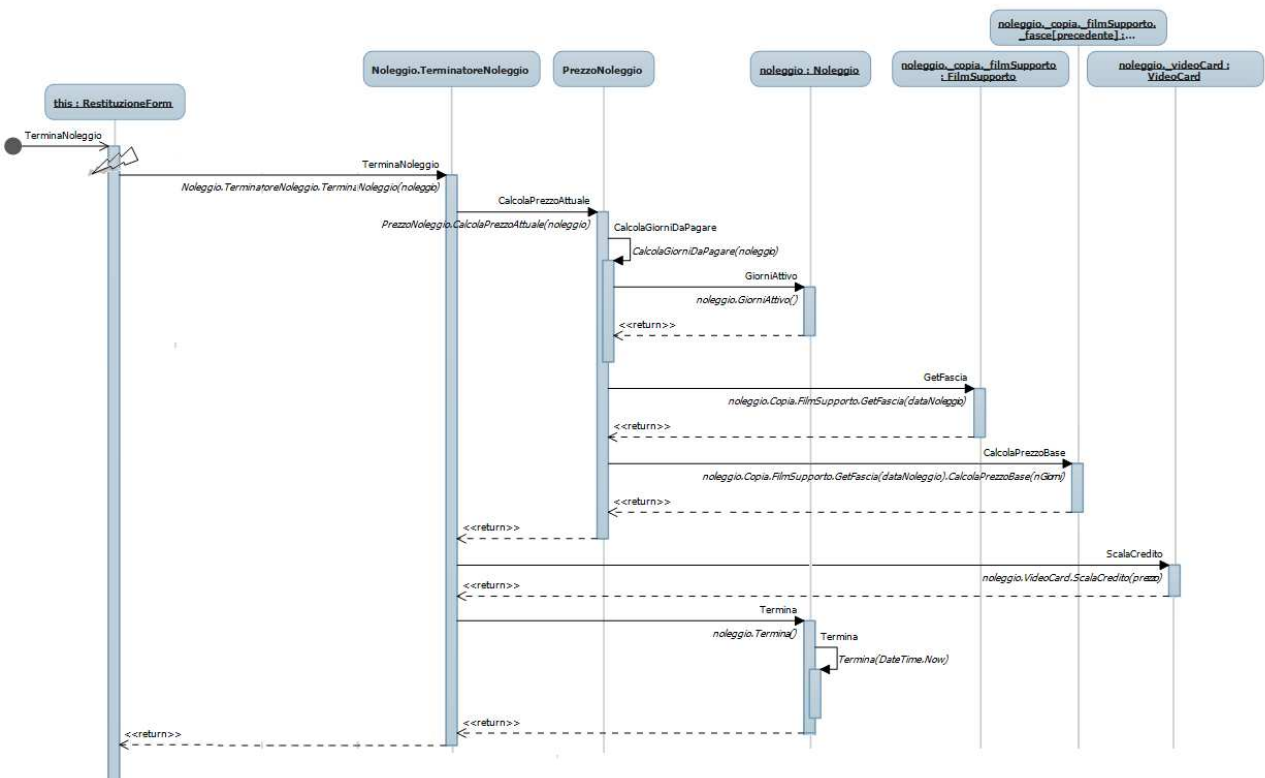 noleggio._copia._filmSupporto.
_fasce[precedente] :...
Noleggio.TerminatoreNoleggio
PrezzoNoleggio
noleggio : Noleggio
noleggio._copia._filmSupporto
: FilmSupporto
noleggio._videoCard :
VideoCard
this : RestituzioneForm
TerminaNoleggio
TerminaNoleggio
Noleggio.TerminatoreNoleggio.TerminaNoleggio(noleggio)
CalcolaPrezzoAttuale
PrezzoNoleggio.CalcolaPrezzoAttuale(noleggio)
CalcolaGiorniDaPagare
CalcolaGiorniDaPagare(noleggio)
GiorniAttivo
noleggio.GiorniAttivo()
<<return>>
GetFascia
noleggio.Copia.FilmSupporto.GetFascia(dataNoleggio)
<<return>>
CalcolaPrezzoBase
noleggio.Copia.FilmSupporto.GetFascia(dataNoleggio).CalcolaPrezzoBase(nGiorni)
<<return>>
<<return>>
ScalaCredito
noleggio.VideoCard.ScalaCredito(prezzo)
<<return>>
Termina
noleggio.Termina()
Termina
Termina(DateTime.Now)
<<return>>
<<return>>